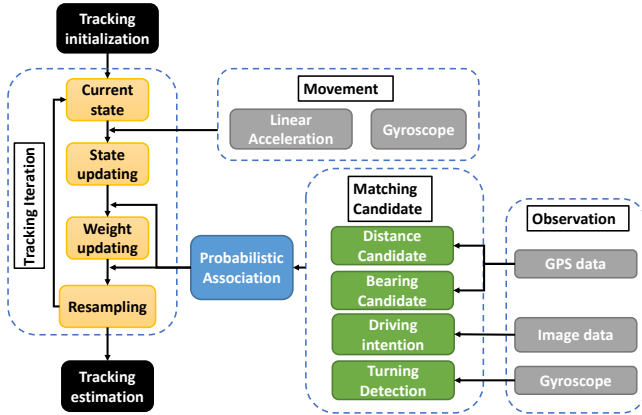 Tracking
initialization
Movement
Current
state
Linear
Acceleration
Gyroscope
Tracking Iteration
State
updating
Matching
Candidate
Observation
Weight
updating
Probabilistic
Association
Distance
Candidate
GPS data
Bearing
Candidate
Resampling
Driving
intention
Image data
Turning
Detection
Gyroscope
Tracking
estimation